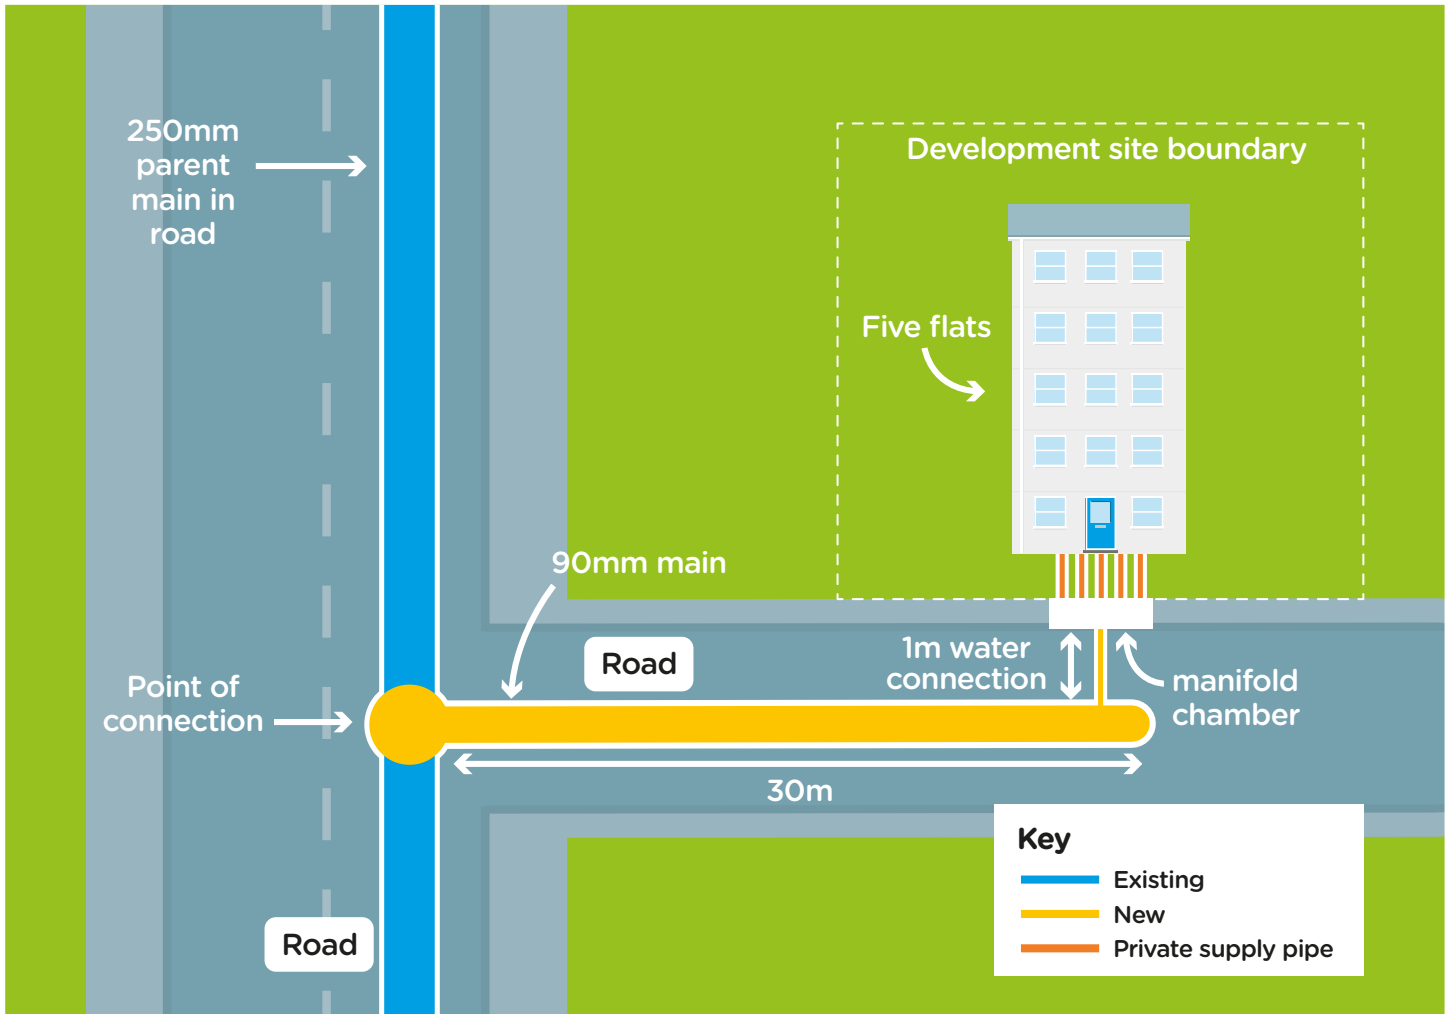 250mm
parent
main in
road
Development site boundary
Five flats
90mm main
Road
1m water
connection
manifold
chamber
Point of
connection
30m
Road
Key
Existing
New
Private supply pipe